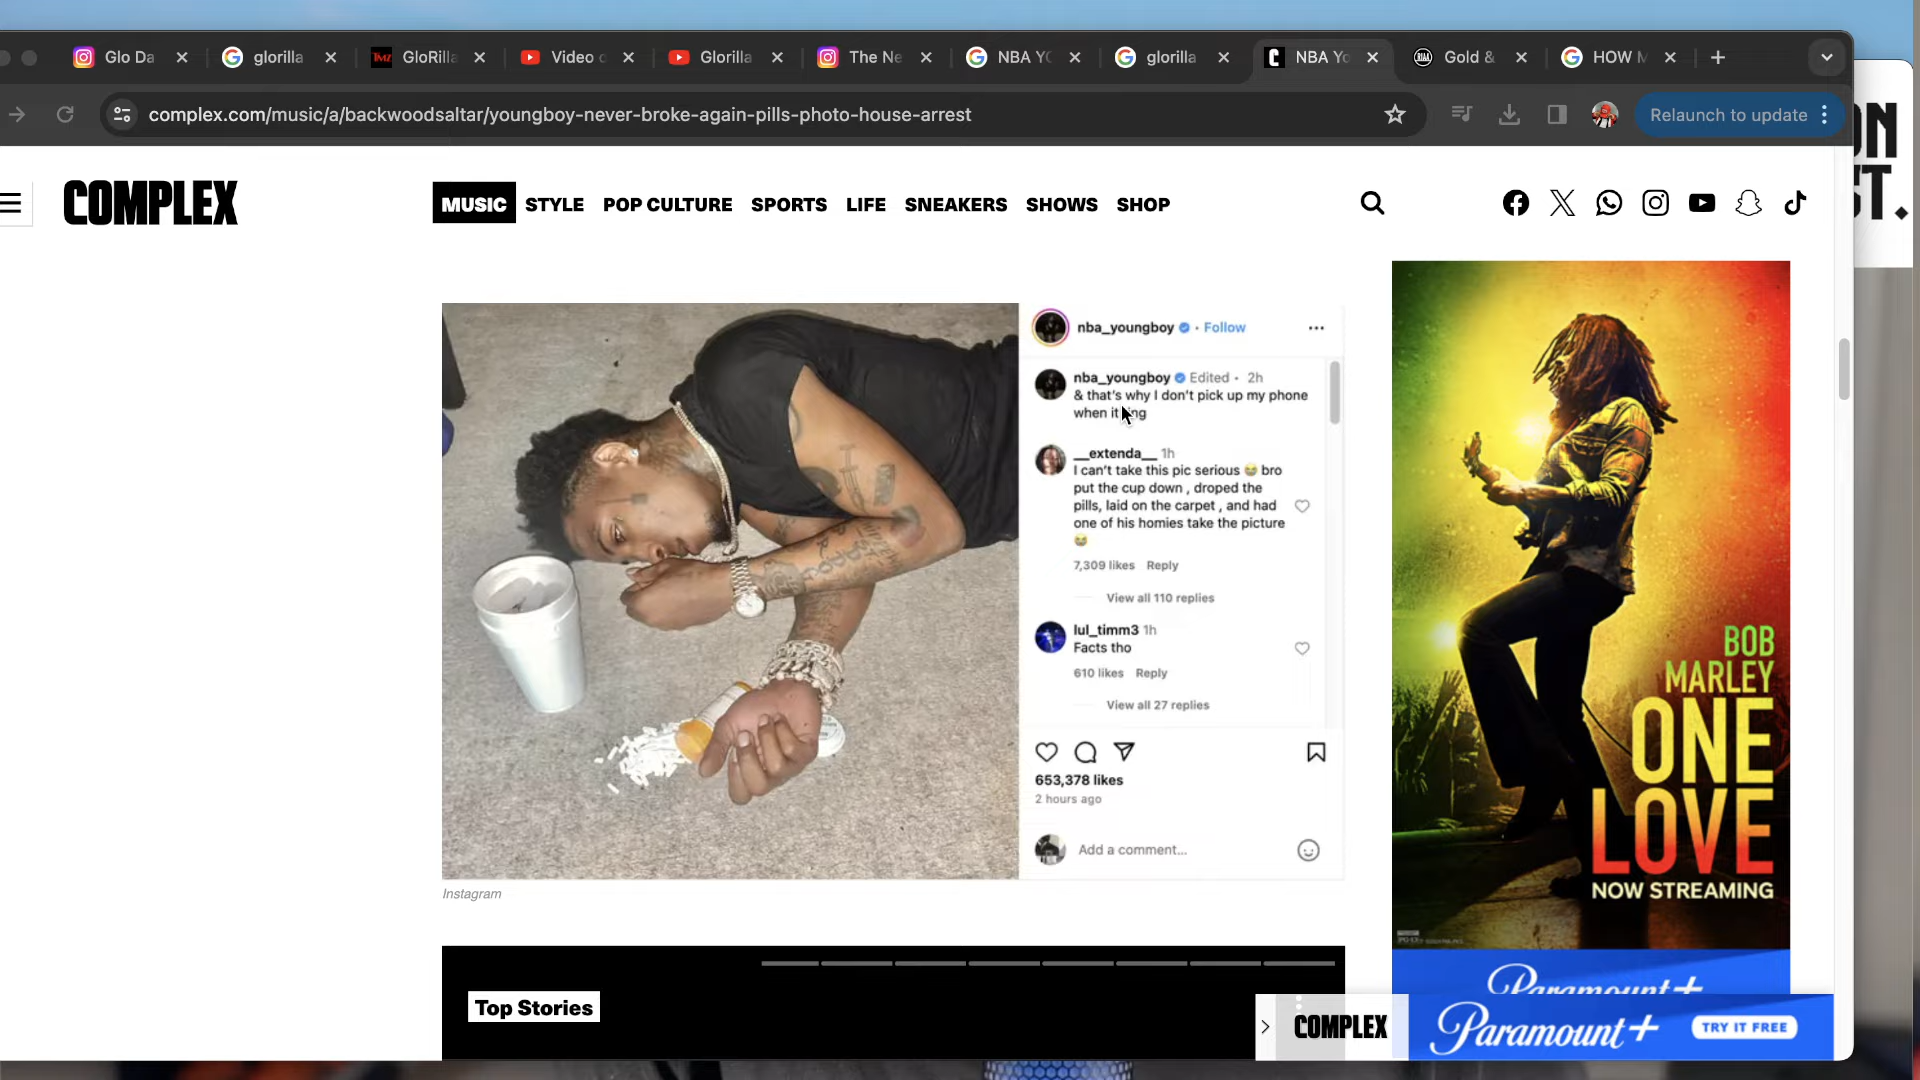 Glo Da
glorilla
TMZ
GloRilla
Video
Glorilla
The Ne
NBA YO
glorilla
NBA Yo
Gold &
HOW M
complex.com/music/a/backwoodsaltar/youngboy-never-broke-again-pills-photo-house-arrest
Relaunch to update
COMPLEX
MUSIC STYLE POP CULTURE SPORTS LIFE SNEAKERS SHOWS SHOP
nba_youngboy • Follow
nba_youngboy Edited • 2h
& that's why I don't pick up my phone
when it
__extenda__ 1h
I can't take this pic serious 😂 bro
put the cup down , droped the
pills, laid on the carpet , and had
one of his homies take the picture
😂
7,309 likes Reply
View all 110 replies
lul_timm3 1h
Facts tho
610 likes Reply
View all 27 replies
653,378 likes
2 hours ago
Add a comment...
Instagram
Top Stories
BOB
MARLEY
ONE
LOVE
NOW STREAMING
Paramount+
COMPLEX
Paramount+
TRY IT FREE